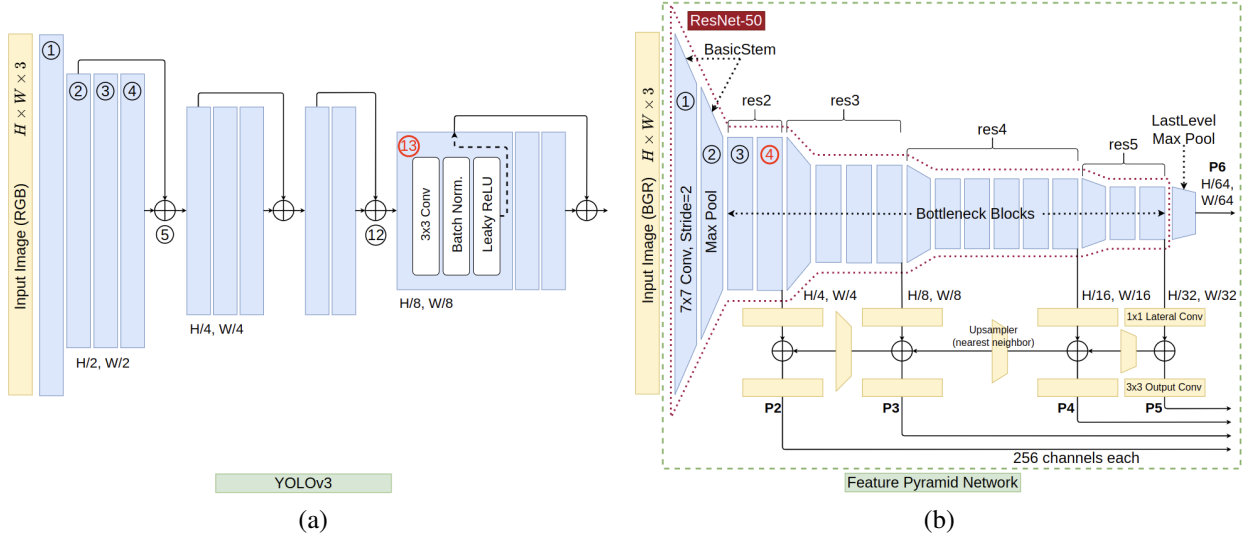 Input Image (RGB) H × W × 3
1
2
3
4
5
H/2, W/2
H/4, W/4
12
13
3x3 Conv
Batch Norm.
Leaky ReLU
H/8, W/8
YOLOv3
(a)
Input Image (BGR) H × W × 3
ResNet-50
BasicStem
1
7x7 Conv, Stride=2
2
Max Pool
3
4
res2
res3
res4
res5
LastLevel
Max Pool
P6
H/64,
W/64
Bottleneck Blocks
H/4, W/4
H/8, W/8
H/16, W/16
H/32, W/32
1x1 Lateral Conv
Upsampler
(nearest neighbor)
3x3 Output Conv
P2
P3
P4
P5
256 channels each
Feature Pyramid Network
(b)